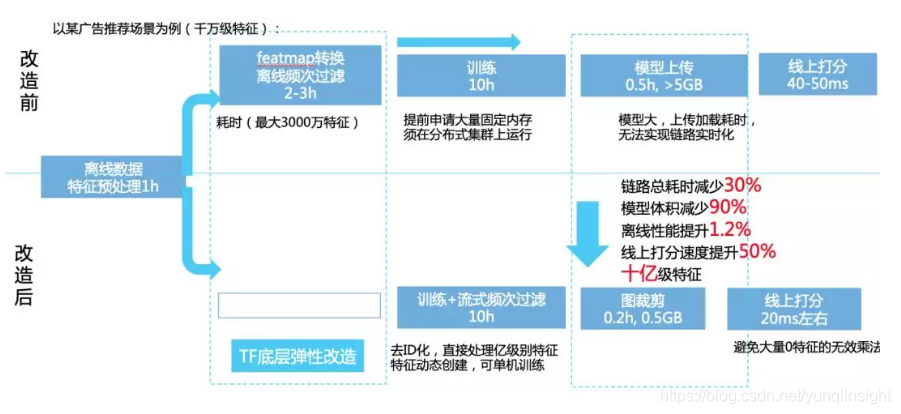 以某广告推荐场景为例（千万级特征）：
改造前
featmap转换
离线频次过滤
2-3h
耗时（最大3000万特征）
训练
10h
提前申请大量固定内存
须在分布式集群上运行
模型上传
0.5h, >5GB
模型大，上传加载耗时，
无法实现链路实时化
线上打分
40-50ms
离线数据
特征预处理1h
链路总耗时减少30%
模型体积减少90%
离线性能提升1.2%
线上打分速度提升50%
十亿级特征
改造后
TF底层弹性改造
训练+流式频次过滤
10h
去ID化，直接处理亿级别特征
特征动态创建，可单机训练
图裁剪
0.2h, 0.5GB
线上打分
20ms左右
避免大量0特征的无效乘法
https://blog.csdn.net/yunqiinsight